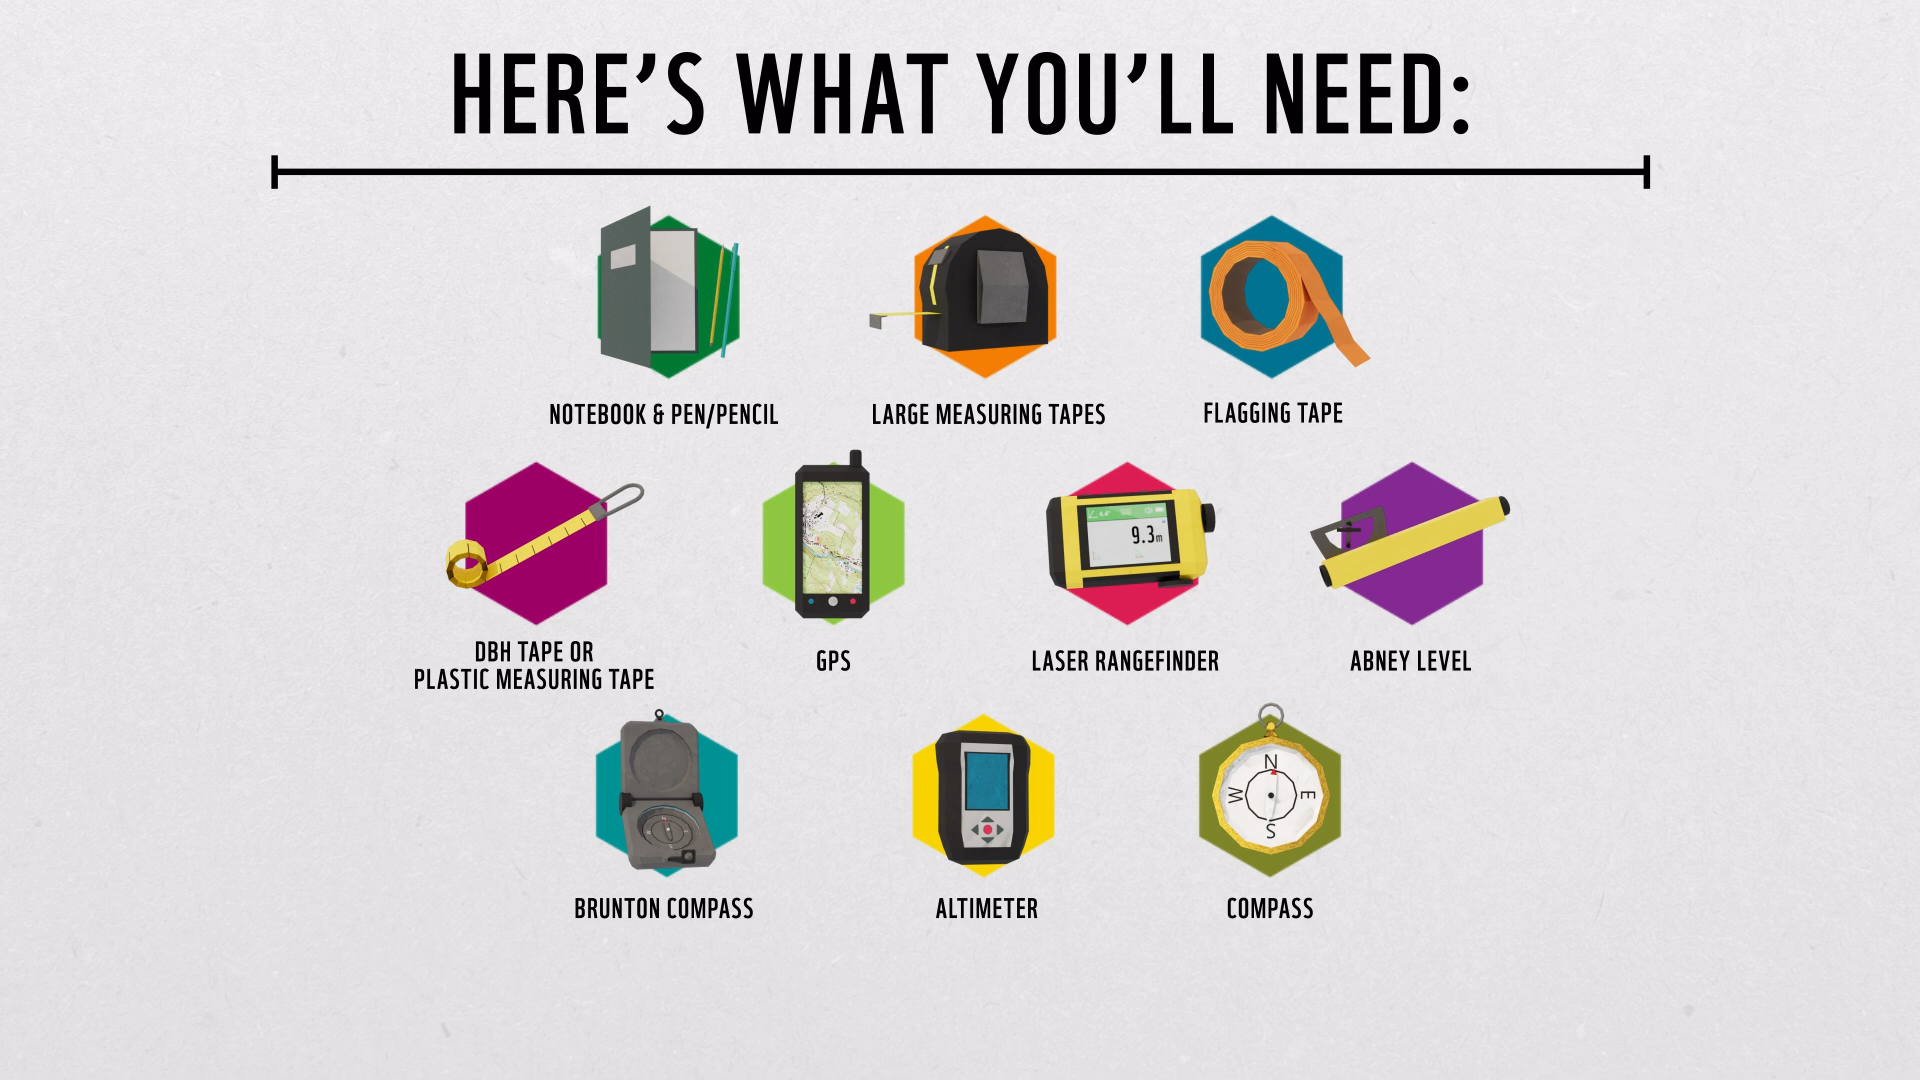 HERE’S WHAT YOU’LL NEED:
NOTEBOOK & PEN/PENCIL
LARGE MEASURING TAPES
FLAGGING TAPE
9.3m
DBH TAPE OR
PLASTIC MEASURING TAPE
GPS
LASER RANGEFINDER
ABNEY LEVEL
N
W
E
S
BRUNTON COMPASS
ALTIMETER
COMPASS